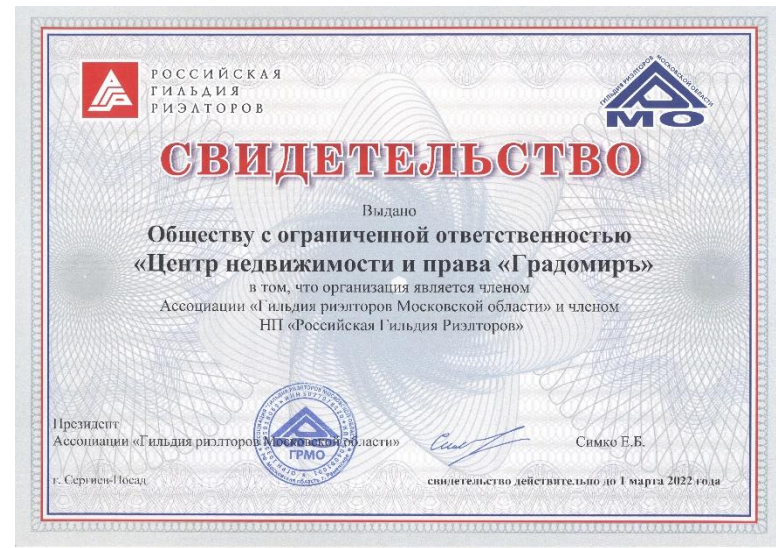 РОССИЙСКАЯ
ГИЛЬДИЯ
РИЭЛТОРОВ
ГИЛЬДИЯ РИЭЛТОРОВ МОСКОВСКОЙ ОБЛАСТИ
МО
СВИДЕТЕЛЬСТВО
Выдано
Обществу с ограниченной ответственностью
«Центр недвижимости и права «Градомиръ»
в том, что организация является членом
Ассоциации «Гильдия риэлторов Московской области» и членом
НП «Российская Гильдия Риэлторов»
Президент
Ассоциации «Гильдия риэлторов Московской области»
ГРМО
Симко Е.Б.
г. Сергиев-Посад
свидетельство действительно до 1 марта 2022 года